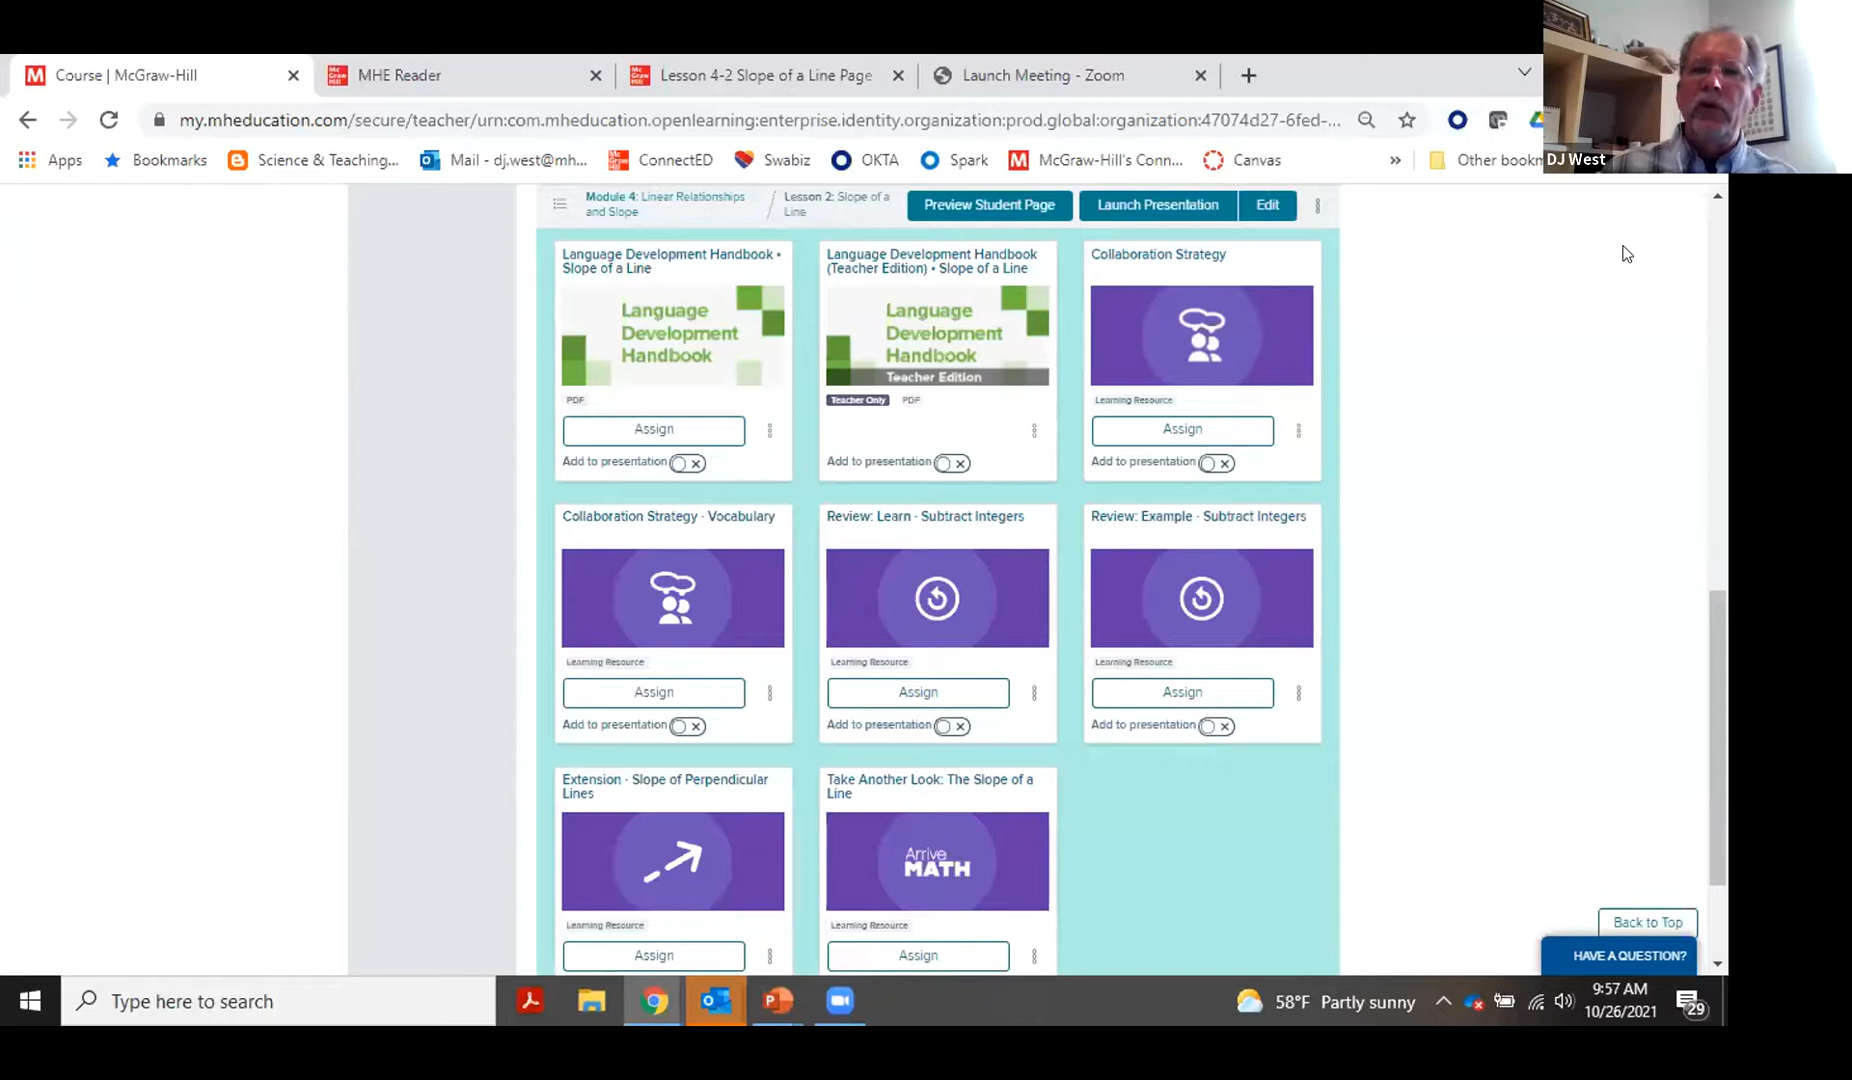 Course | McGraw-Hill
MHE Reader
Lesson 4-2 Slope of a Line Page
Launch Meeting - Zoom
my.mheducation.com/secure/teacher/urn:com.mheducation.openlearning:enterprise.identity.organization:prod.global:organization:47074d27-6fed-...
Apps
Bookmarks
Science & Teaching...
Mail - dj.west@mh...
ConnectED
Swabiz
OKTA
Spark
McGraw-Hill's Conn...
Canvas
»
Other bookm
DJ West
Module 4: Linear Relationships
and Slope
Lesson 2: Slope of a
Line
Preview Student Page
Launch Presentation
Edit
Language Development Handbook •
Slope of a Line
Language
Development
Handbook
PDF
Assign
Add to presentation
Language Development Handbook
(Teacher Edition) • Slope of a Line
Language
Development
Handbook
Teacher Edition
Teacher Only
PDF
Add to presentation
Collaboration Strategy
Learning Resource
Assign
Add to presentation
Collaboration Strategy - Vocabulary
Learning Resource
Assign
Add to presentation
Review: Learn - Subtract Integers
Learning Resource
Assign
Add to presentation
Review: Example - Subtract Integers
Learning Resource
Assign
Add to presentation
Extension - Slope of Perpendicular
Lines
Learning Resource
Assign
Take Another Look: The Slope of a
Line
Arrive
MATH
Learning Resource
Assign
Back to Top
HAVE A QUESTION?
Type here to search
58°F Partly sunny
9:57 AM
10/26/2021
29